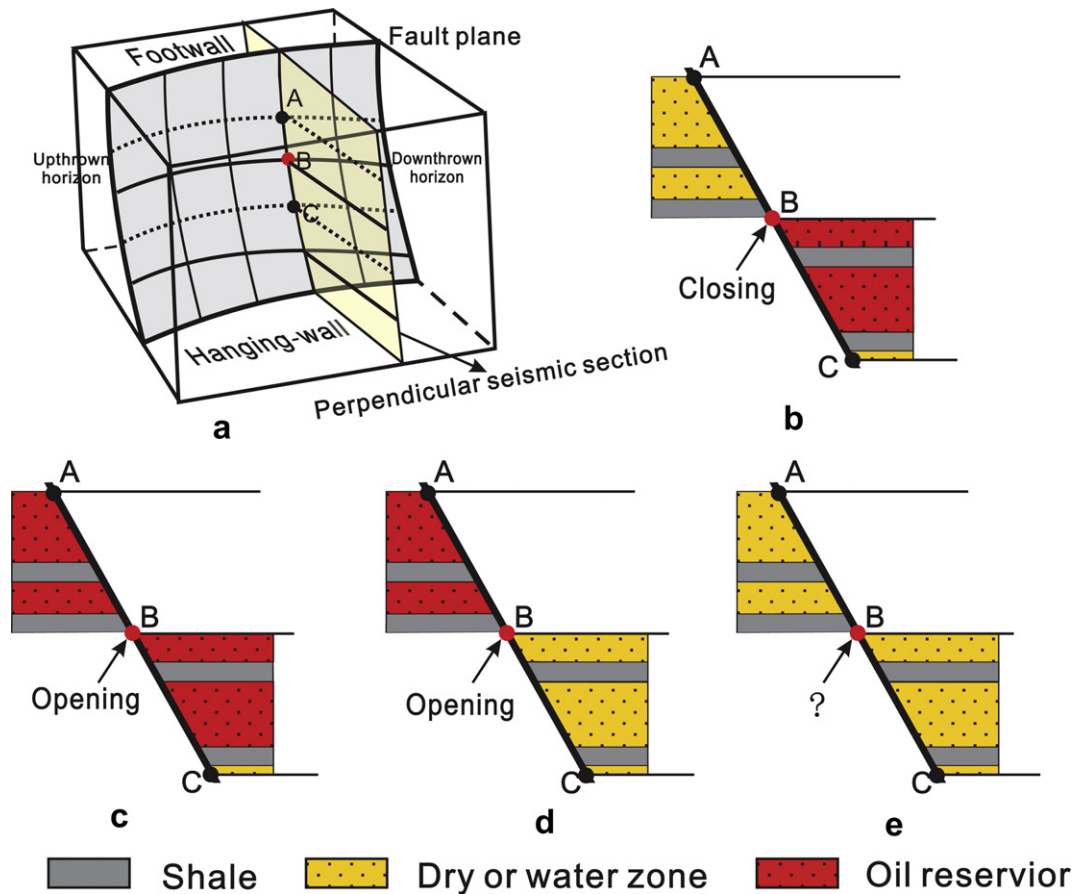 Footwall
Fault plane
A
B
C
Upthrown
horizon
Downthrown
horizon
Hanging-wall
Perpendicular seismic section
a
A
B
Closing
C
b
A
B
Opening
C
c
A
B
Opening
C
d
A
B
?
C
e
Shale
Dry or water zone
Oil reservior